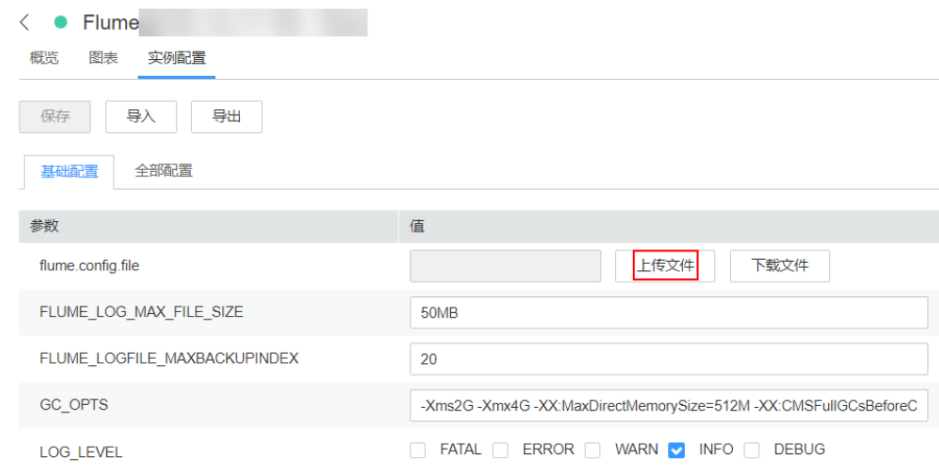 Flume
概览 图表 实例配置
保存 导入 导出
基础配置 全部配置
参数 值
flume.config.file 上传文件 下载文件
FLUME_LOG_MAX_FILE_SIZE 50MB
FLUME_LOGFILE_MAXBACKUPINDEX 20
GC_OPTS -Xms2G -Xmx4G -XX:MaxDirectMemorySize=512M -XX:CMSFullGCsBeforeC
LOG_LEVEL FATAL ERROR WARN INFO DEBUG